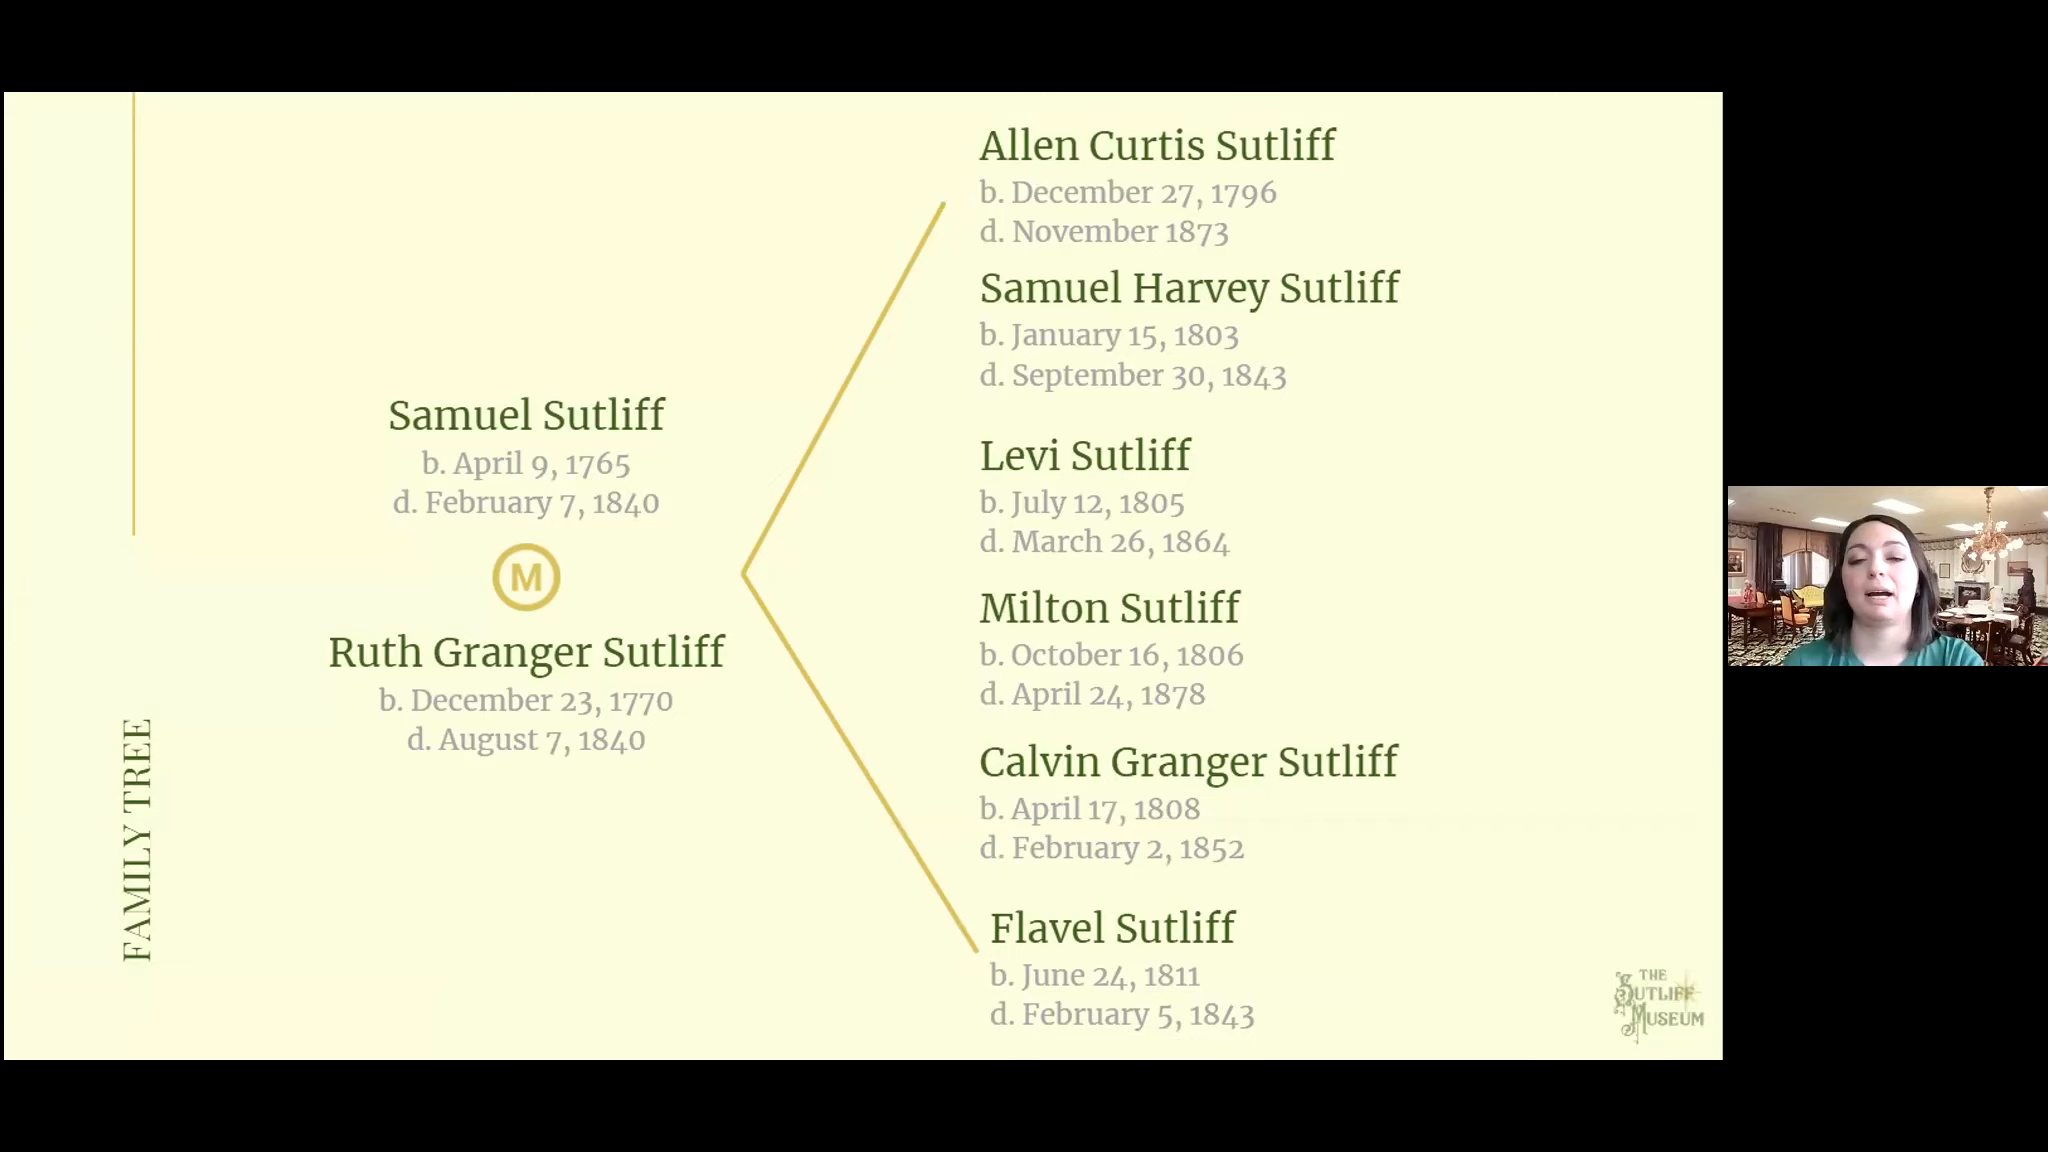 Samuel Sutliff
b. April 9, 1765
d. February 7, 1840
M
Ruth Granger Sutliff
b. December 23, 1770
d. August 7, 1840
Allen Curtis Sutliff
b. December 27, 1796
d. November 1873
Samuel Harvey Sutliff
b. January 15, 1803
d. September 30, 1843
Levi Sutliff
b. July 12, 1805
d. March 26, 1864
Milton Sutliff
b. October 16, 1806
d. April 24, 1878
Calvin Granger Sutliff
b. April 17, 1808
d. February 2, 1852
Flavel Sutliff
b. June 24, 1811
d. February 5, 1843
FAMILY TREE
THE
SUTLIFF
MUSEUM